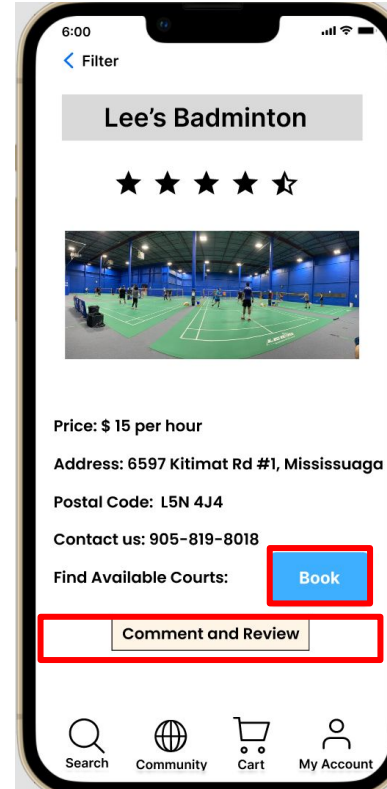 6:00
Filter
Lee's Badminton
Price: $ 15 per hour
Address: 6597 Kitimat Rd #1, Missisuaga
Postal Code: L5N 4J4
Contact us: 905-819-8018
Find Available Courts:
Book
Comment and Review
Search Community Cart My Account